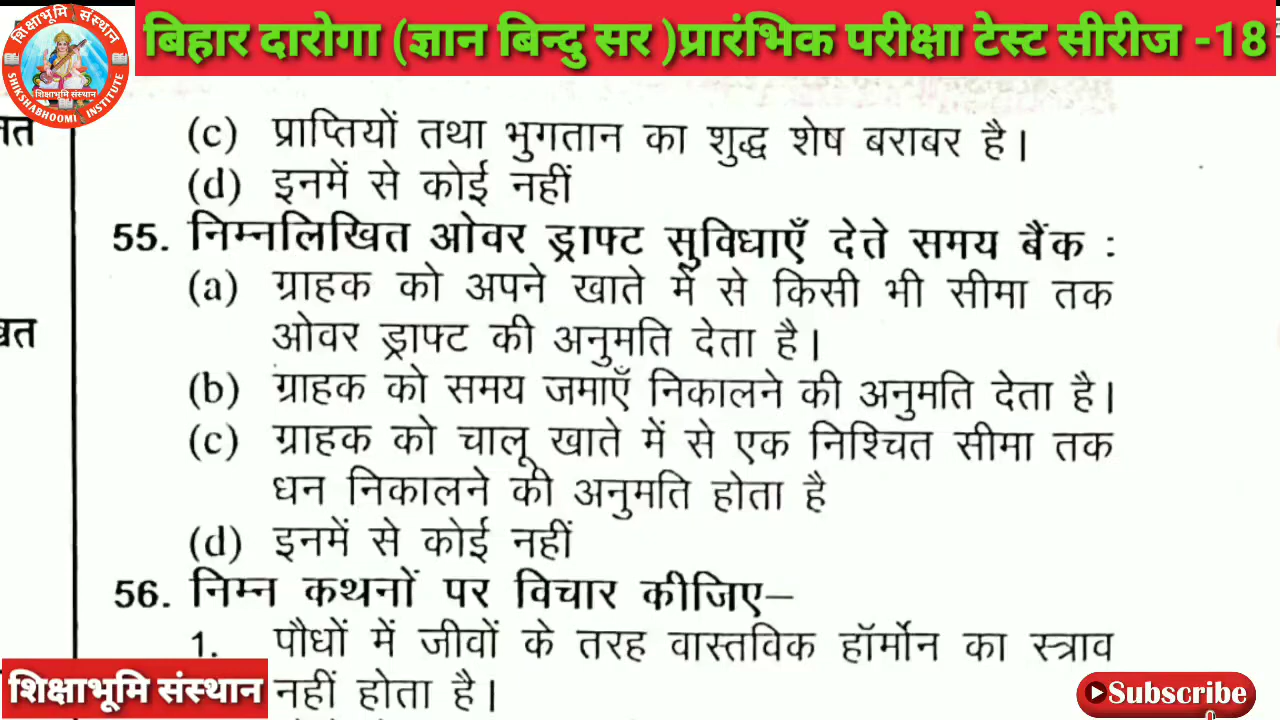 बिहार दारोगा (ज्ञान बिन्दु सर )प्रारंभिक परीक्षा टेस्ट सीरीज -18
शिक्षाभूमि संस्थान
शिक्षाभूमि संस्थान
SHIKSHABHOOMI INSTITUTE
(c) प्राप्तियों तथा भुगतान का शुद्ध शेष बराबर है।
(d) इनमें से कोई नहीं
55. निम्नलिखित ओवर ड्राफ्ट सुविधाएँ देते समय बैंक :
(a) ग्राहक को अपने खाते में से किसी भी सीमा तक
ओवर ड्राफ्ट की अनुमति देता है।
(b) ग्राहक को समय जमाएँ निकालने की अनुमति देता है।
(c) ग्राहक को चालू खाते में से एक निश्चित सीमा तक
धन निकालने की अनुमति होता है
(d) इनमें से कोई नहीं
56. निम्न कथनों पर विचार कीजिए–
1. पौधों में जीवों के तरह वास्तविक हॉर्मोन का स्त्राव
नहीं होता है।
शिक्षाभूमि संस्थान
Subscribe